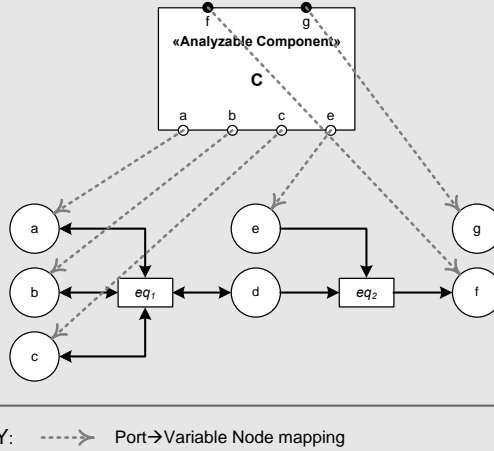 f g
«Analyzable Component»
C
a b c e
a e g
b eq1 d eq2 f
c
Y: Port→Variable Node mapping